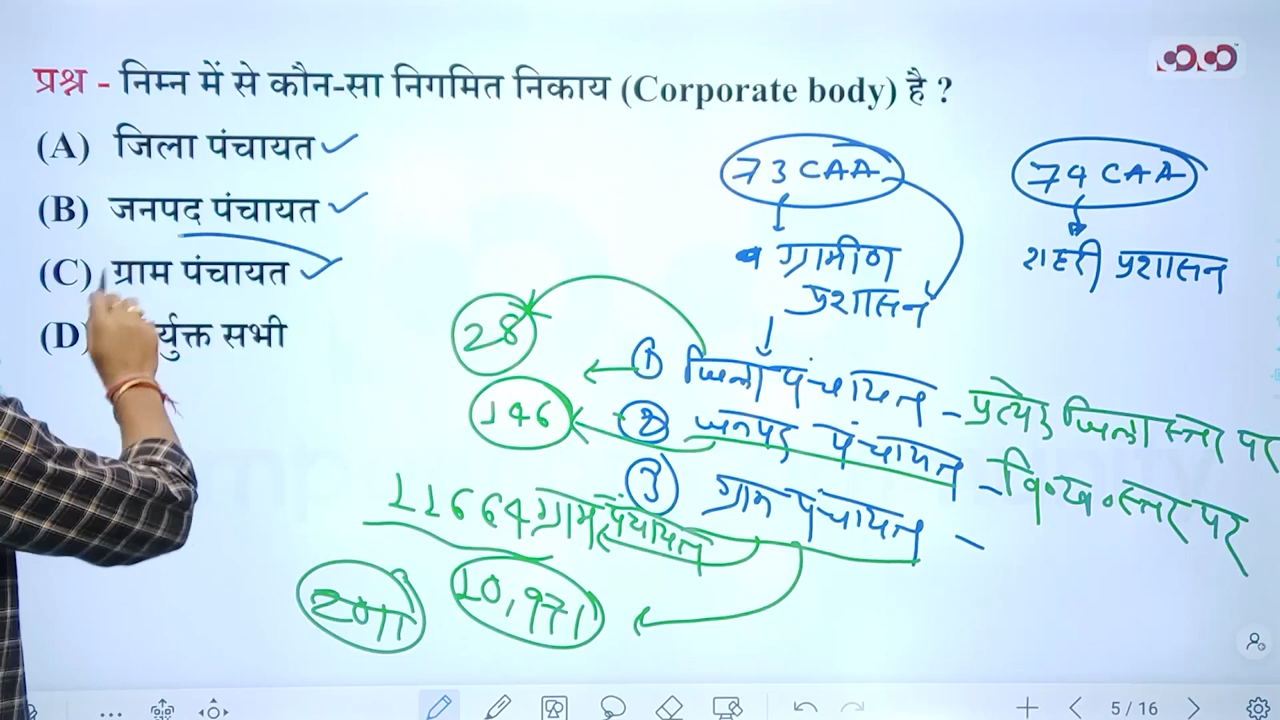 प्रश्न - निम्न में से कौन-सा निगमित निकाय (Corporate body) है ?
(A) जिला पंचायत
(B) जनपद पंचायत
(C) ग्राम पंचायत
(D) र्युक्त सभी
73 CAA
ग्रामीण
प्रशासन
74 CAA
शहरी प्रशासन
28
① जिला पंचायत - प्रत्येक जिला स्तर पर
146
② जनपद पंचायत - वि०ख० स्तर पर
③ ग्राम पंचायत -
11664 ग्राम पंचायत
2011
10,971
5 / 16